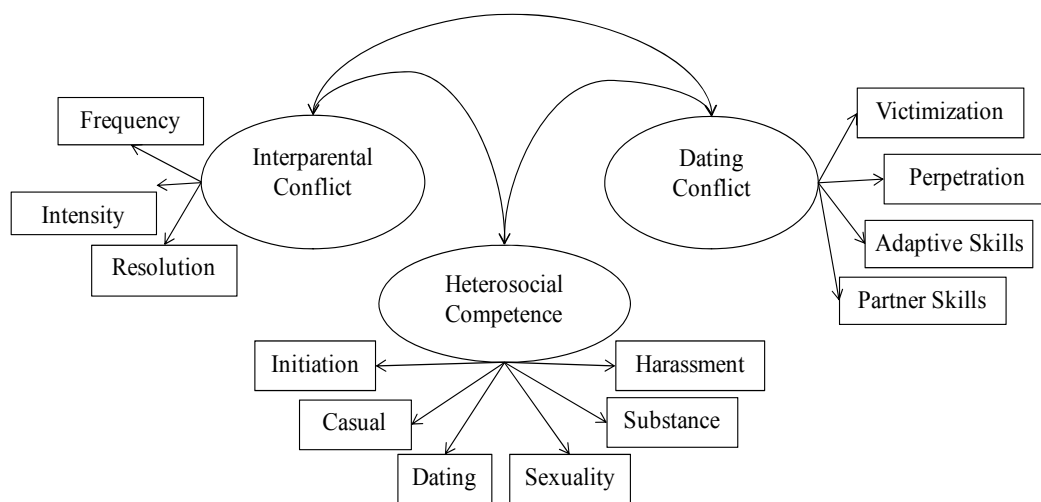 Frequency
Intensity
Resolution
Interparental
Conflict
Dating
Conflict
Victimization
Perpetration
Adaptive Skills
Partner Skills
Heterosocial
Competence
Initiation
Casual
Dating
Sexuality
Substance
Harassment